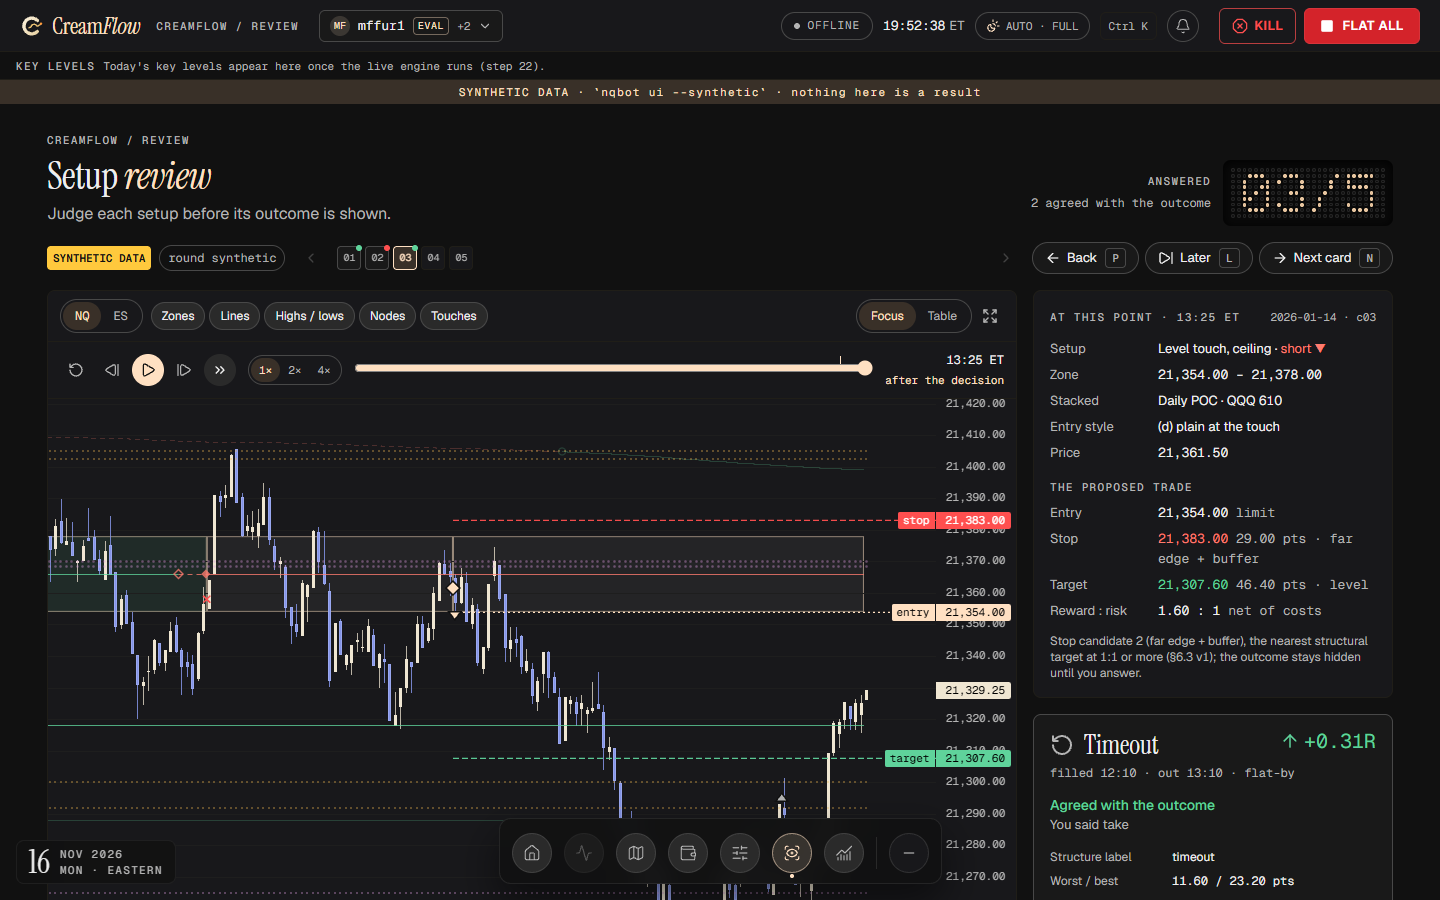 CreamFlow
CREAMFLOW / REVIEW
MF mffur1 EVAL +2
OFFLINE
19:52:38 ET
AUTO · FULL
Ctrl K
KILL
FLAT ALL
KEY LEVELS Today's key levels appear here once the live engine runs (step 22).
SYNTHETIC DATA · `nqbot ui --synthetic` · nothing here is a result
CREAMFLOW / REVIEW
Setup review
Judge each setup before its outcome is shown.
ANSWERED
2 agreed with the outcome
03/5
SYNTHETIC DATA
round synthetic
01 02 03 04 05
Back P
Later L
Next card N
NQ ES
Zones
Lines
Highs / lows
Nodes
Touches
Focus Table
1× 2× 4×
13:25 ET
after the decision
21,420.00
21,410.00
21,400.00
21,390.00
stop 21,383.00
21,380.00
21,370.00
21,360.00
entry 21,354.00
21,350.00
21,340.00
21,329.25
21,320.00
21,310.00
target 21,307.60
21,300.00
21,290.00
21,280.00
21,270.00
AT THIS POINT · 13:25 ET 2026-01-14 · c03
Setup Level touch, ceiling · short ▼
Zone 21,354.00 – 21,378.00
Stacked Daily POC · QQQ 610
Entry style (d) plain at the touch
Price 21,361.50
THE PROPOSED TRADE
Entry 21,354.00 limit
Stop 21,383.00 29.00 pts · far
edge + buffer
Target 21,307.60 46.40 pts · level
Reward : risk 1.60 : 1 net of costs
Stop candidate 2 (far edge + buffer), the nearest structural
target at 1:1 or more (§6.3 v1); the outcome stays hidden
until you answer.
Timeout ↑ +0.31R
filled 12:10 · out 13:10 · flat-by
Agreed with the outcome
You said take
Structure label timeout
Worst / best 11.60 / 23.20 pts
16 NOV 2026
MON · EASTERN